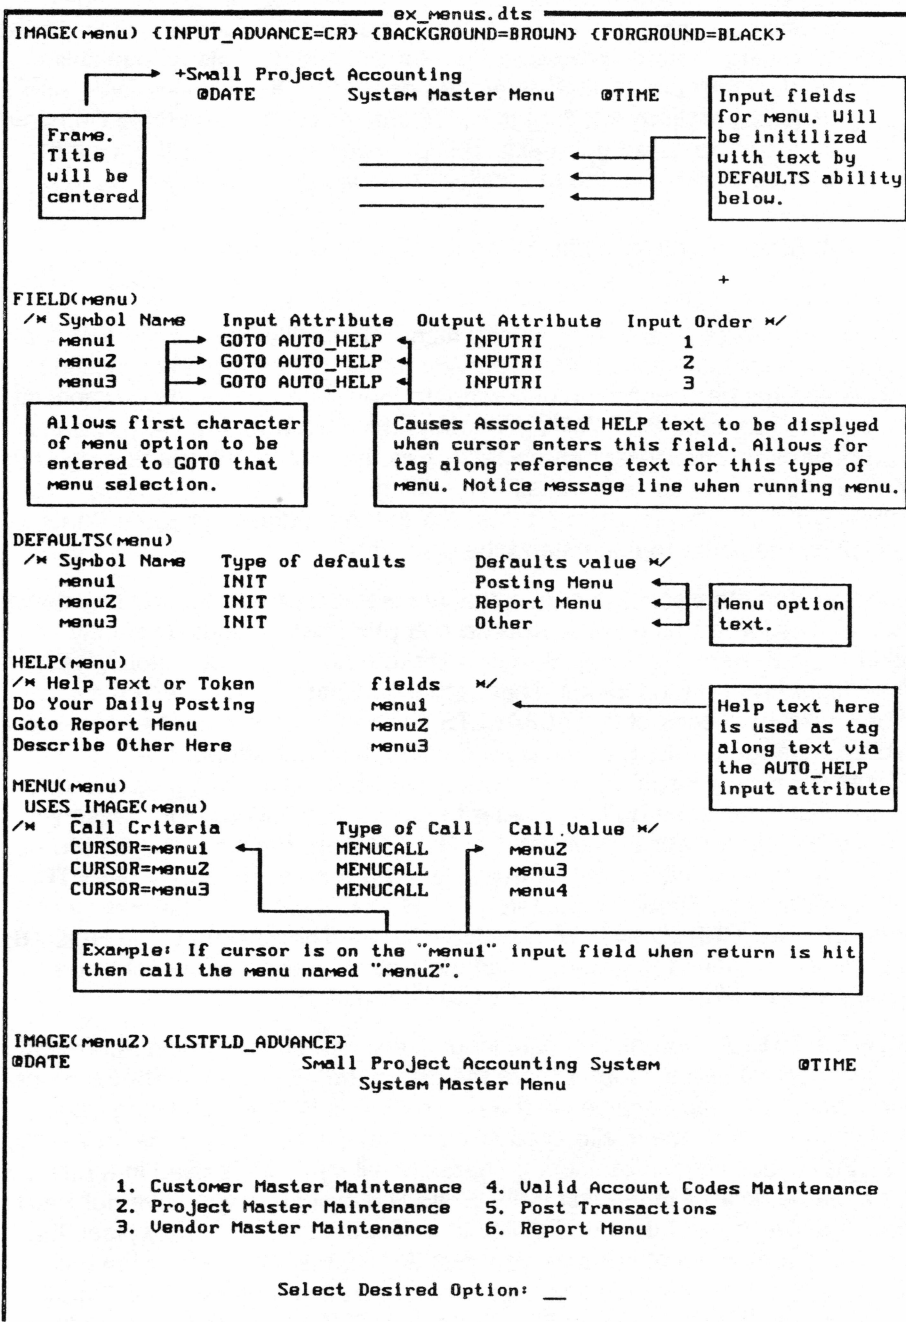 ex_menus.dts
IMAGE(menu) {INPUT_ADVANCE=CR} {BACKGROUND=BROWN} {FORGROUND=BLACK}
+Small Project Accounting
@DATE System Master Menu @TIME
Frame.
Title
will be
centered
Input fields
for menu. Will
be initilized
with text by
DEFAULTS ability
below.
+
FIELD(menu)
/* Symbol Name Input Attribute Output Attribute Input Order */
menu1 GOTO AUTO_HELP INPUTRI 1
menu2 GOTO AUTO_HELP INPUTRI 2
menu3 GOTO AUTO_HELP INPUTRI 3
Allows first character
of menu option to be
entered to GOTO that
menu selection.
Causes Associated HELP text to be displyed
when cursor enters this field. Allows for
tag along reference text for this type of
menu. Notice message line when running menu.
DEFAULTS(menu)
/* Symbol Name Type of defaults Defaults value */
menu1 INIT Posting Menu
menu2 INIT Report Menu
menu3 INIT Other
Menu option
text.
HELP(menu)
/* Help Text or Token fields */
Do Your Daily Posting menu1
Goto Report Menu menu2
Describe Other Here menu3
Help text here
is used as tag
along text via
the AUTO_HELP
input attribute
MENU(menu)
USES_IMAGE(menu)
/* Call Criteria Type of Call Call Value */
CURSOR=menu1 MENUCALL menu2
CURSOR=menu2 MENUCALL menu3
CURSOR=menu3 MENUCALL menu4
Example: If cursor is on the "menu1" input field when return is hit
then call the menu named "menu2".
IMAGE(menu2) {LSTFLD_ADVANCE}
@DATE Small Project Accounting System @TIME
System Master Menu
1. Customer Master Maintenance 4. Valid Account Codes Maintenance
2. Project Master Maintenance 5. Post Transactions
3. Vendor Master Maintenance 6. Report Menu
Select Desired Option: __